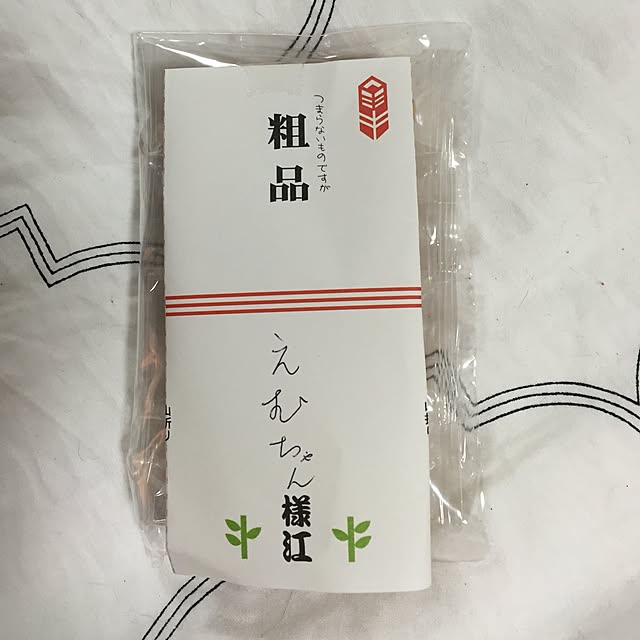 つまらないものですが
粗品
えむちゃん
様江